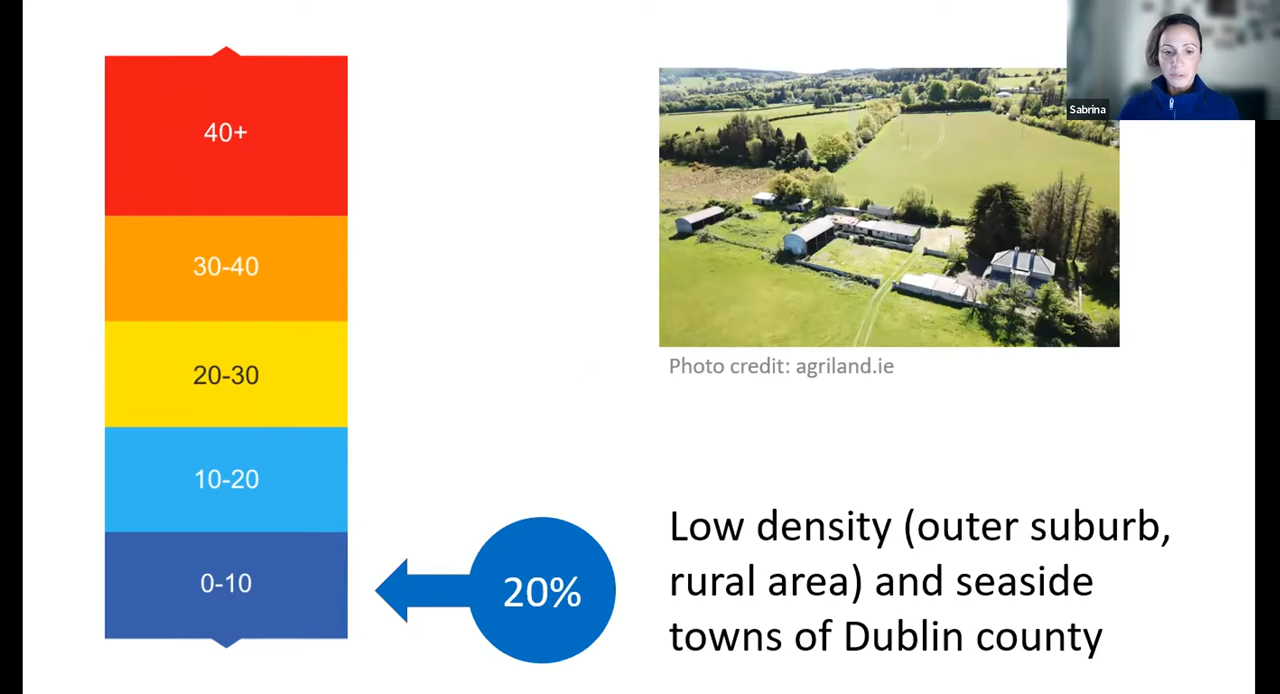 40+
30-40
20-30
10-20
0-10
20%
Sabrina
Photo credit: agriland.ie
Low density (outer suburb,
rural area) and seaside
towns of Dublin county